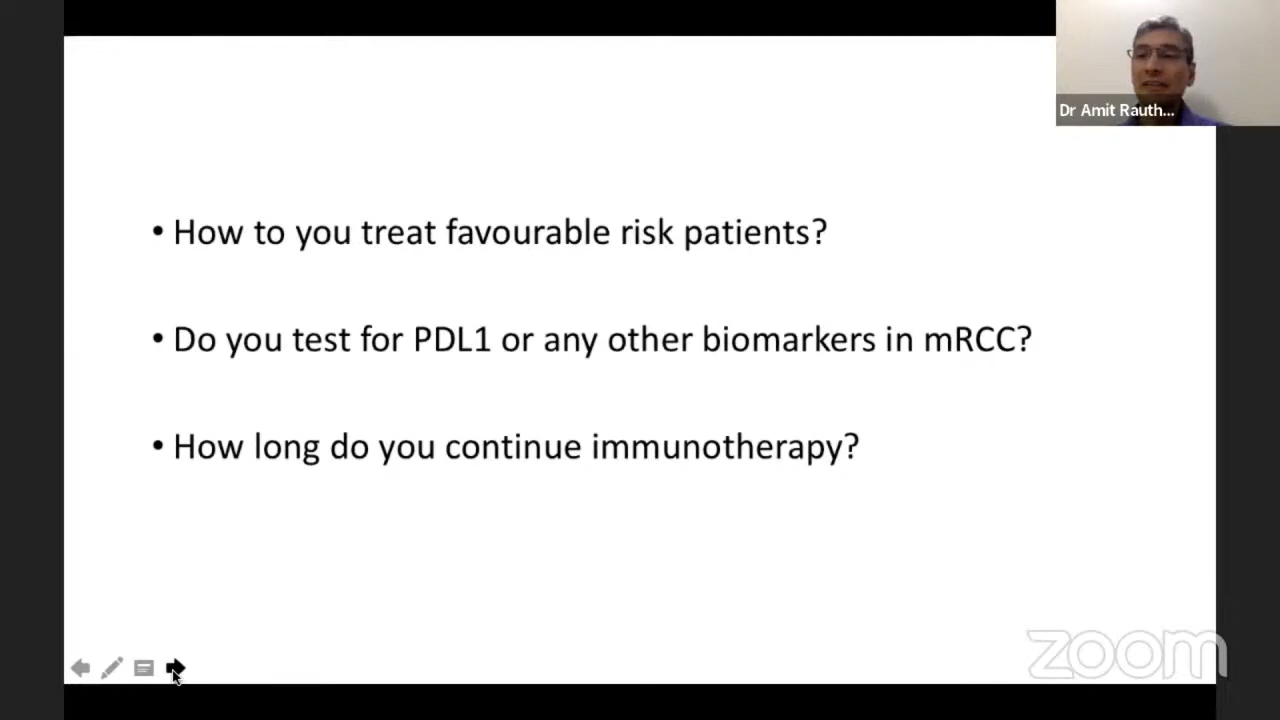 Dr Amit Rauth...
• How to you treat favourable risk patients?
• Do you test for PDL1 or any other biomarkers in mRCC?
• How long do you continue immunotherapy?
zoom